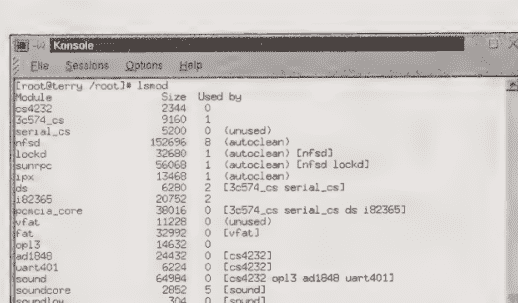 Konsole
File Sessions Options Help
[root@terry /root]# lsmod
Module Size Used by
cs4232 2344 0
3c574_cs 9160 1
serial_cs 5200 0 (unused)
nfsd 152696 8 (autoclean)
lockd 32680 1 (autoclean) [nfsd]
sunrpc 56068 1 (autoclean) [nfsd lockd]
ipx 13468 1 (autoclean)
ds 6280 2 [3c574_cs serial_cs]
i82365 20752 2
pcmcia_core 38016 0 [3c574_cs serial_cs ds i82365]
vfat 11228 0 (unused)
fat 32992 0 [vfat]
opl3 14632 0
ad1848 24432 0 [cs4232]
uart401 6224 0 [cs4232]
sound 64984 0 [cs4232 opl3 ad1848 uart401]
soundcore 2852 5 [sound]
soundlow 304 0 [sound]